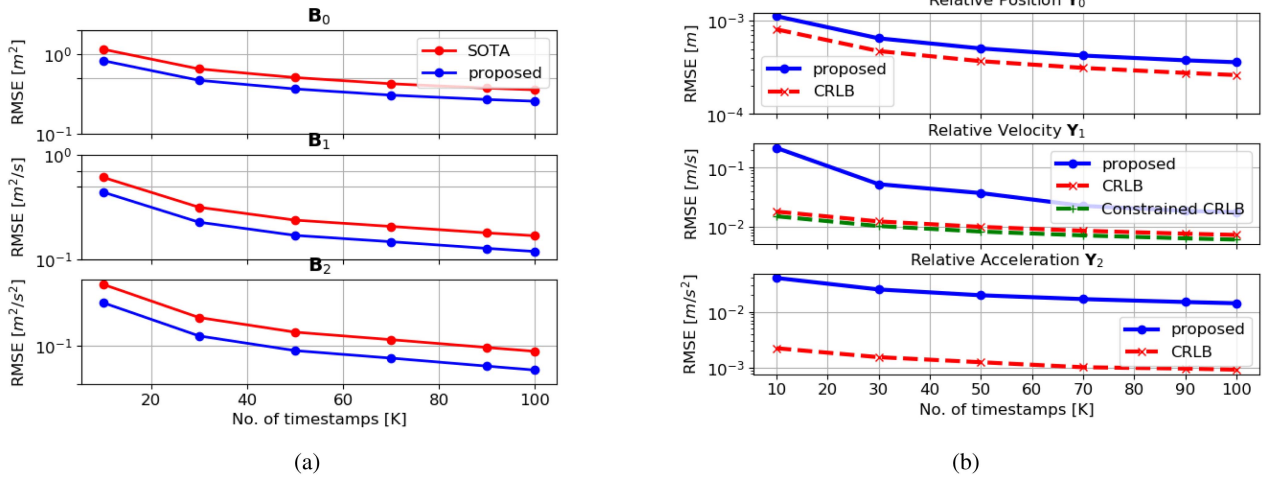 B₀
RMSE [m²]
10⁰
10⁻¹
SOTA
proposed
B₁
RMSE [m²/s]
10⁰
10⁻¹
B₂
RMSE [m²/s²]
10⁻¹
20
40
60
80
100
No. of timestamps [K]
(a)
Relative Position Y₀
RMSE [m]
10⁻³
10⁻⁴
proposed
CRLB
Relative Velocity Y₁
RMSE [m/s]
10⁻¹
10⁻²
proposed
CRLB
Constrained CRLB
Relative Acceleration Y₂
RMSE [m/s²]
10⁻²
10⁻³
proposed
CRLB
10
20
30
40
50
60
70
80
90
100
No. of timestamps [K]
(b)